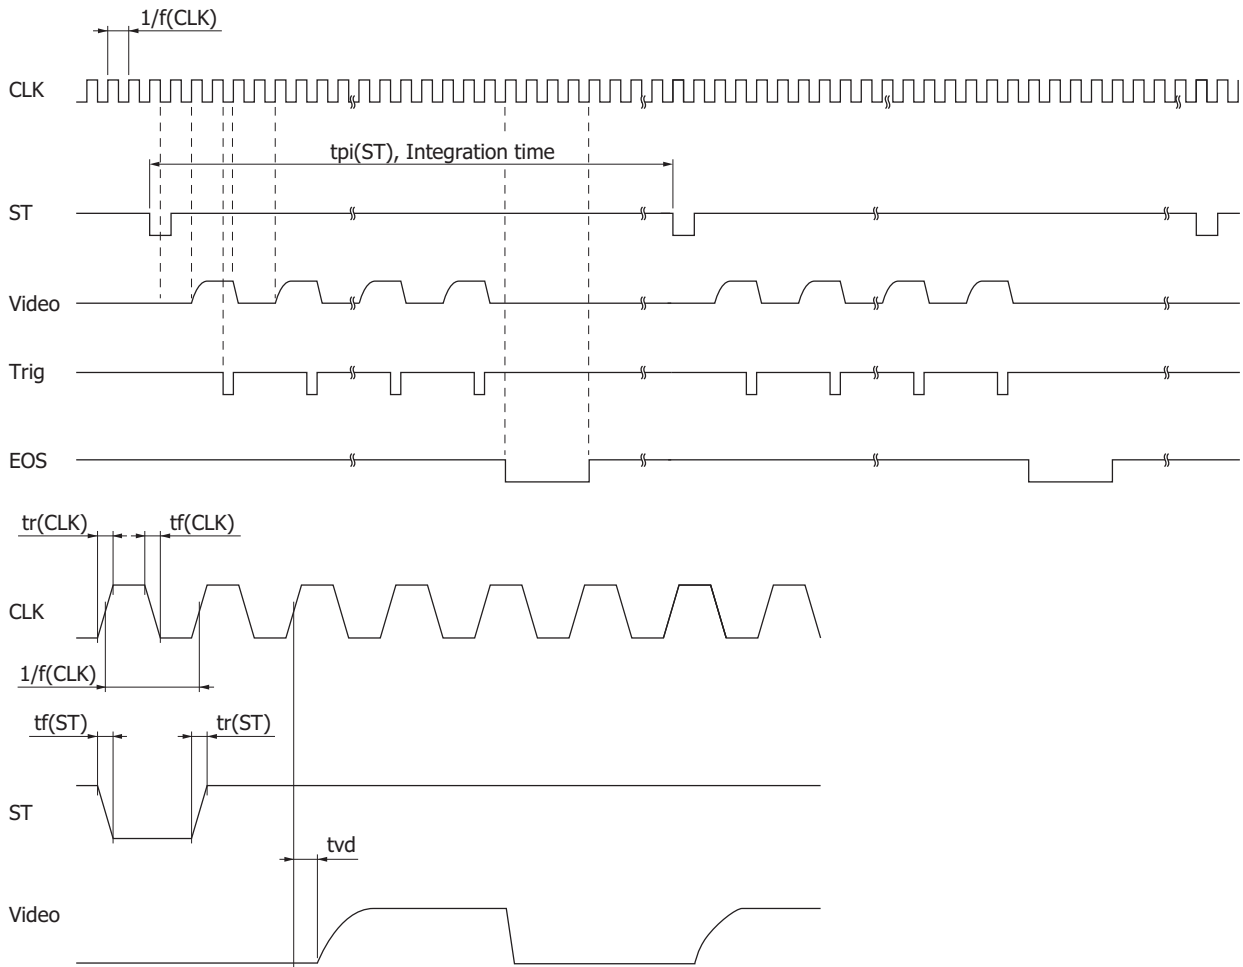 1/f(CLK)
CLK
tpi(ST), Integration time
ST
Video
Trig
EOS
tr(CLK) tf(CLK)
CLK
1/f(CLK)
tf(ST) tr(ST)
ST
tvd
Video